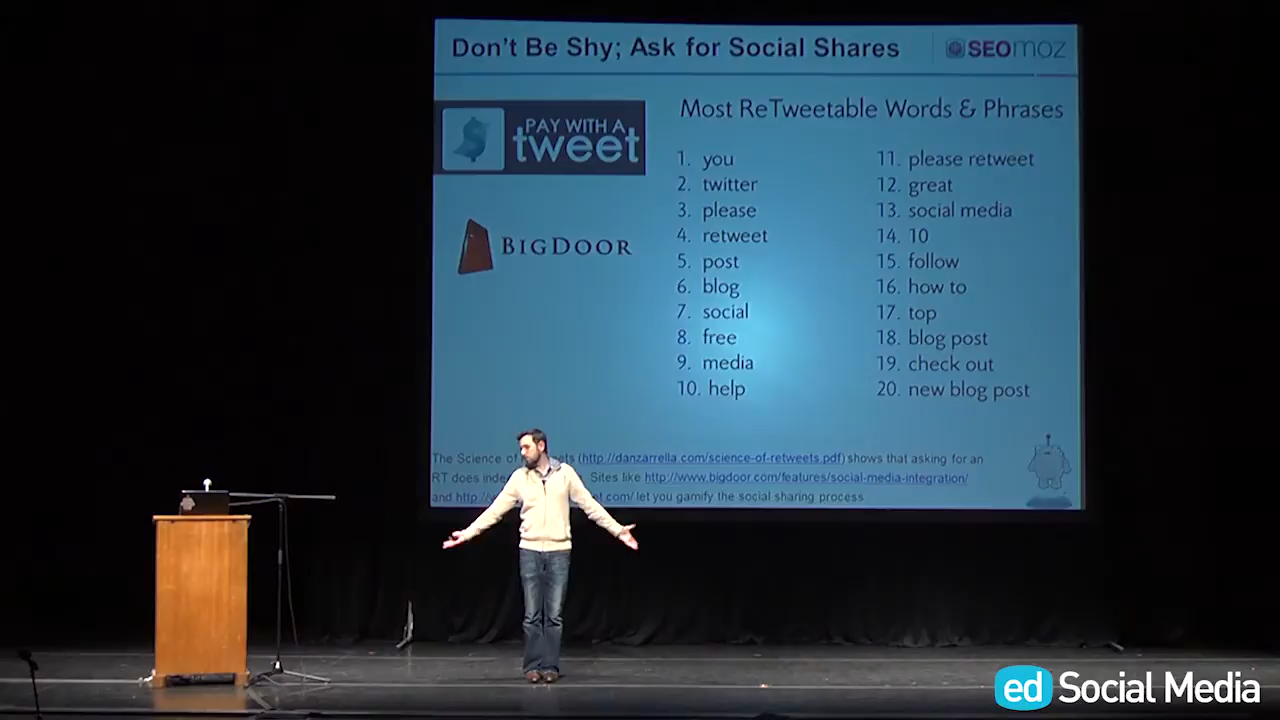 Don't Be Shy; Ask for Social Shares
SEOmoz
PAY WITH A
tweet
BIGDOOR
Most ReTweetable Words & Phrases
1. you
2. twitter
3. please
4. retweet
5. post
6. blog
7. social
8. free
9. media
10. help
11. please retweet
12. great
13. social media
14. 10
15. follow
16. how to
17. top
18. blog post
19. check out
20. new blog post
The Science of (http://danzarrella.com/science-of-retweets.pdf) shows that asking for an
RT does Sites like http://www.bigdoor.com/features/social-media-integration/
and let you gamify the social sharing process
ed Social Media